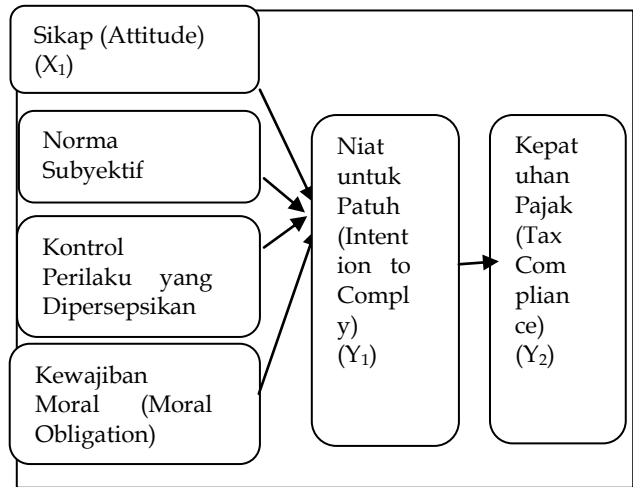 Sikap (Attitude)
(X₁)
Norma
Subyektif
Kontrol
Perilaku yang
Dipersepsikan
Kewajiban
Moral (Moral
Obligation)
Niat
untuk
Patuh
(Intent
ion to
Compl
y)
(Y₁)
Kepat
uhan
Pajak
(Tax
Com
plian
ce)
(Y₂)